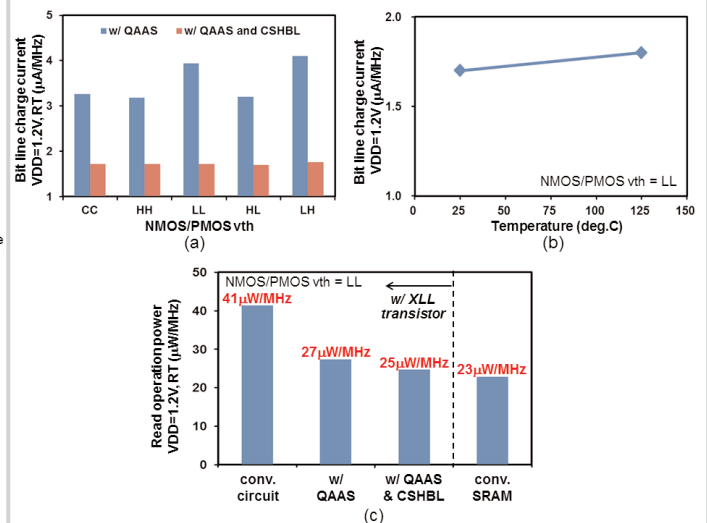 5
4
3
2
1
Bit line charge current
VDD=1.2V, RT (μA/MHz)
w/ QAAS
w/ QAAS and CSHBL
CC HH LL HL LH
NMOS/PMOS vth
(a)
2.0
1.5
1.0
Bit line charge current
VDD=1.2V (μA/MHz)
NMOS/PMOS vth = LL
0 25 50 75 100 125 150
Temperature (deg.C)
(b)
e
50
40
30
20
10
0
Read operation power
VDD=1.2V, RT (μW/MHz)
NMOS/PMOS vth = LL
w/ XLL
transistor
41μW/MHz
27μW/MHz
25μW/MHz
23μW/MHz
conv.
circuit
w/
QAAS
w/ QAAS
& CSHBL
conv.
SRAM
(c)